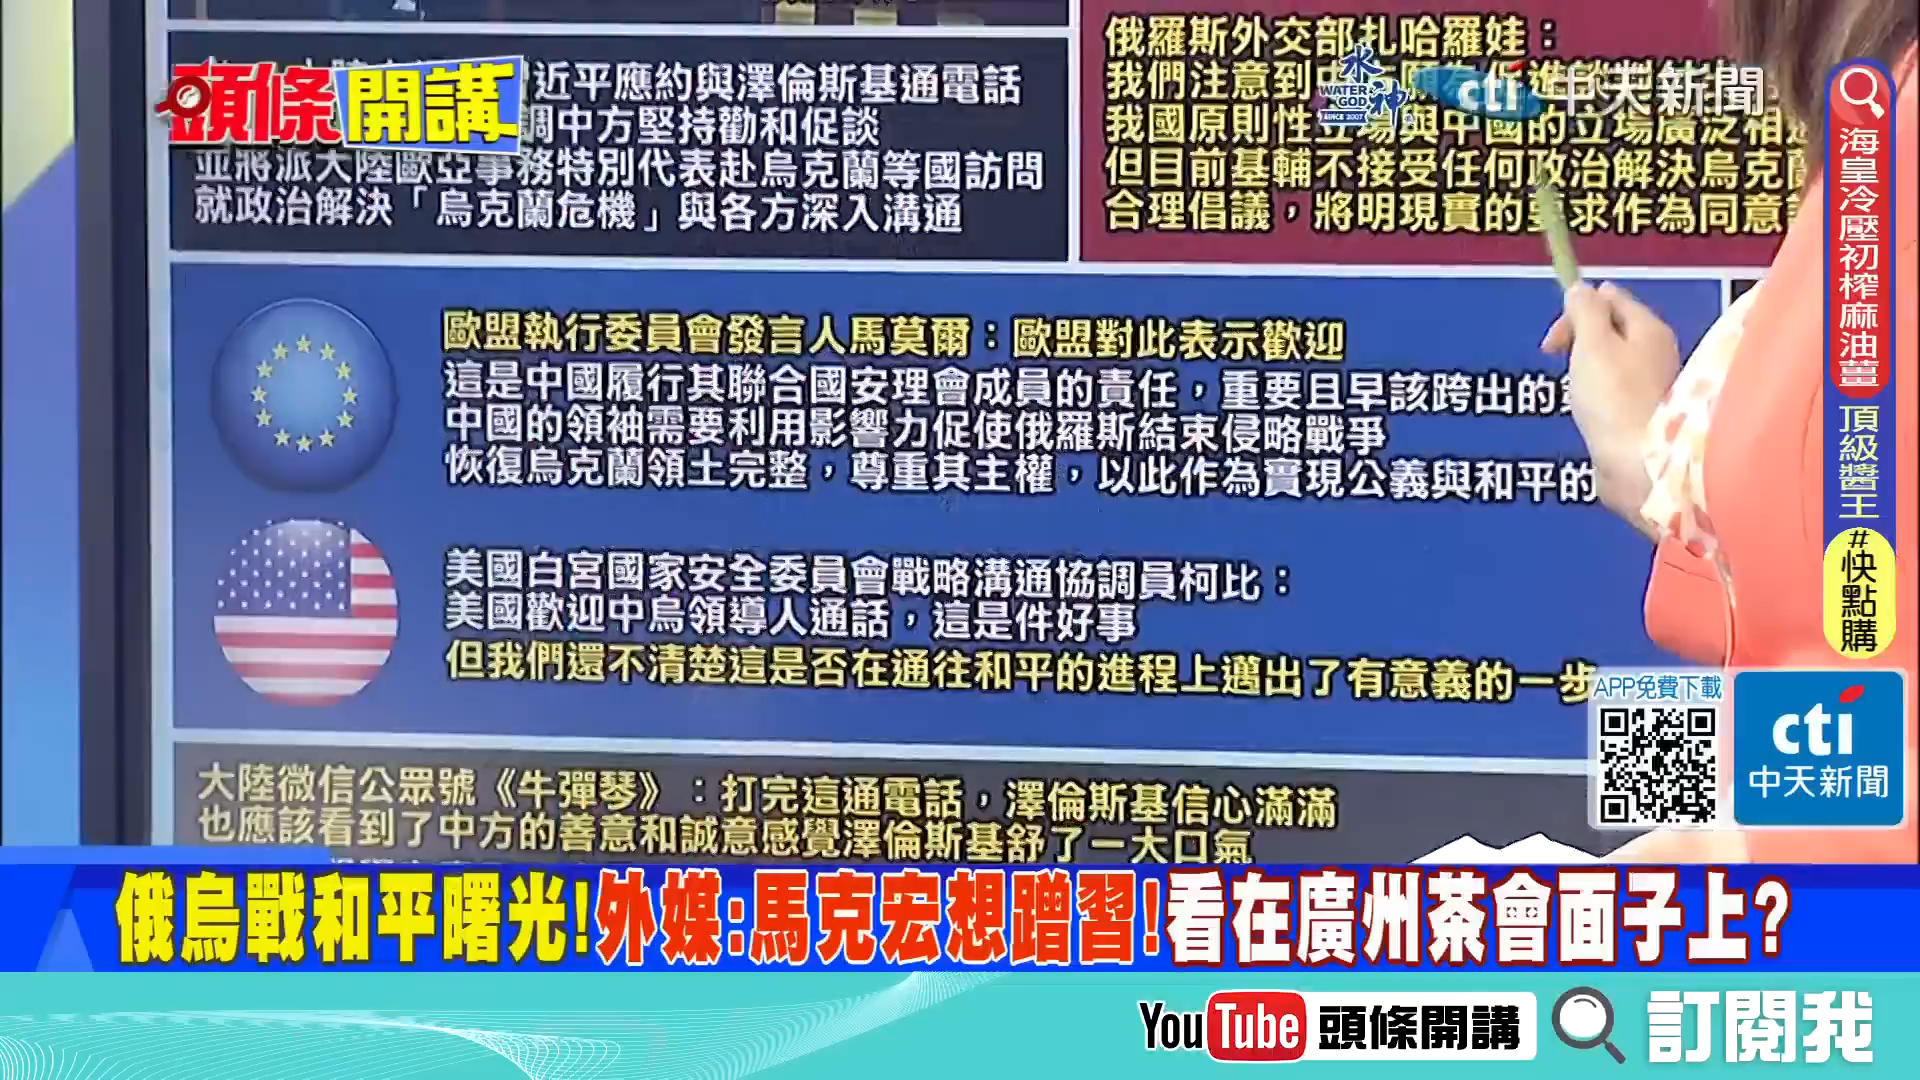 頭條開講
近平應約與澤倫斯基通電話
調中方堅持勸和促談
並將派大陸歐亞事務特別代表赴烏克蘭等國訪問
就政治解決「烏克蘭危機」與各方深入溝通
俄羅斯外交部扎哈羅娃：
我們注意到
我國原則性立場與中國的立場廣泛相
但目前基輔不接受任何政治解決烏克
合理倡議，將明現實的要求作為同意
水神
WATER GOD
SINCE 2007
cti 中天新聞
歐盟執行委員會發言人馬莫爾：歐盟對此表示歡迎
這是中國履行其聯合國安理會成員的責任，重要且早該跨出的
中國的領袖需要利用影響力促使俄羅斯結束侵略戰爭
恢復烏克蘭領土完整，尊重其主權，以此作為實現公義與和平的
美國白宮國家安全委員會戰略溝通協調員柯比：
美國歡迎中烏領導人通話，這是件好事
但我們還不清楚這是否在通往和平的進程上邁出了有意義的一步
大陸微信公眾號《牛彈琴》：打完這通電話，澤倫斯基信心滿滿
也應該看到了中方的善意和誠意感覺澤倫斯基舒了一大口氣
海皇冷壓初榨麻油薑
頂級醬王
#快點購
APP免費下載
cti
中天新聞
俄烏戰和平曙光!外媒:馬克宏想蹭習!看在廣州茶會面子上?
YouTube 頭條開講
訂閱我